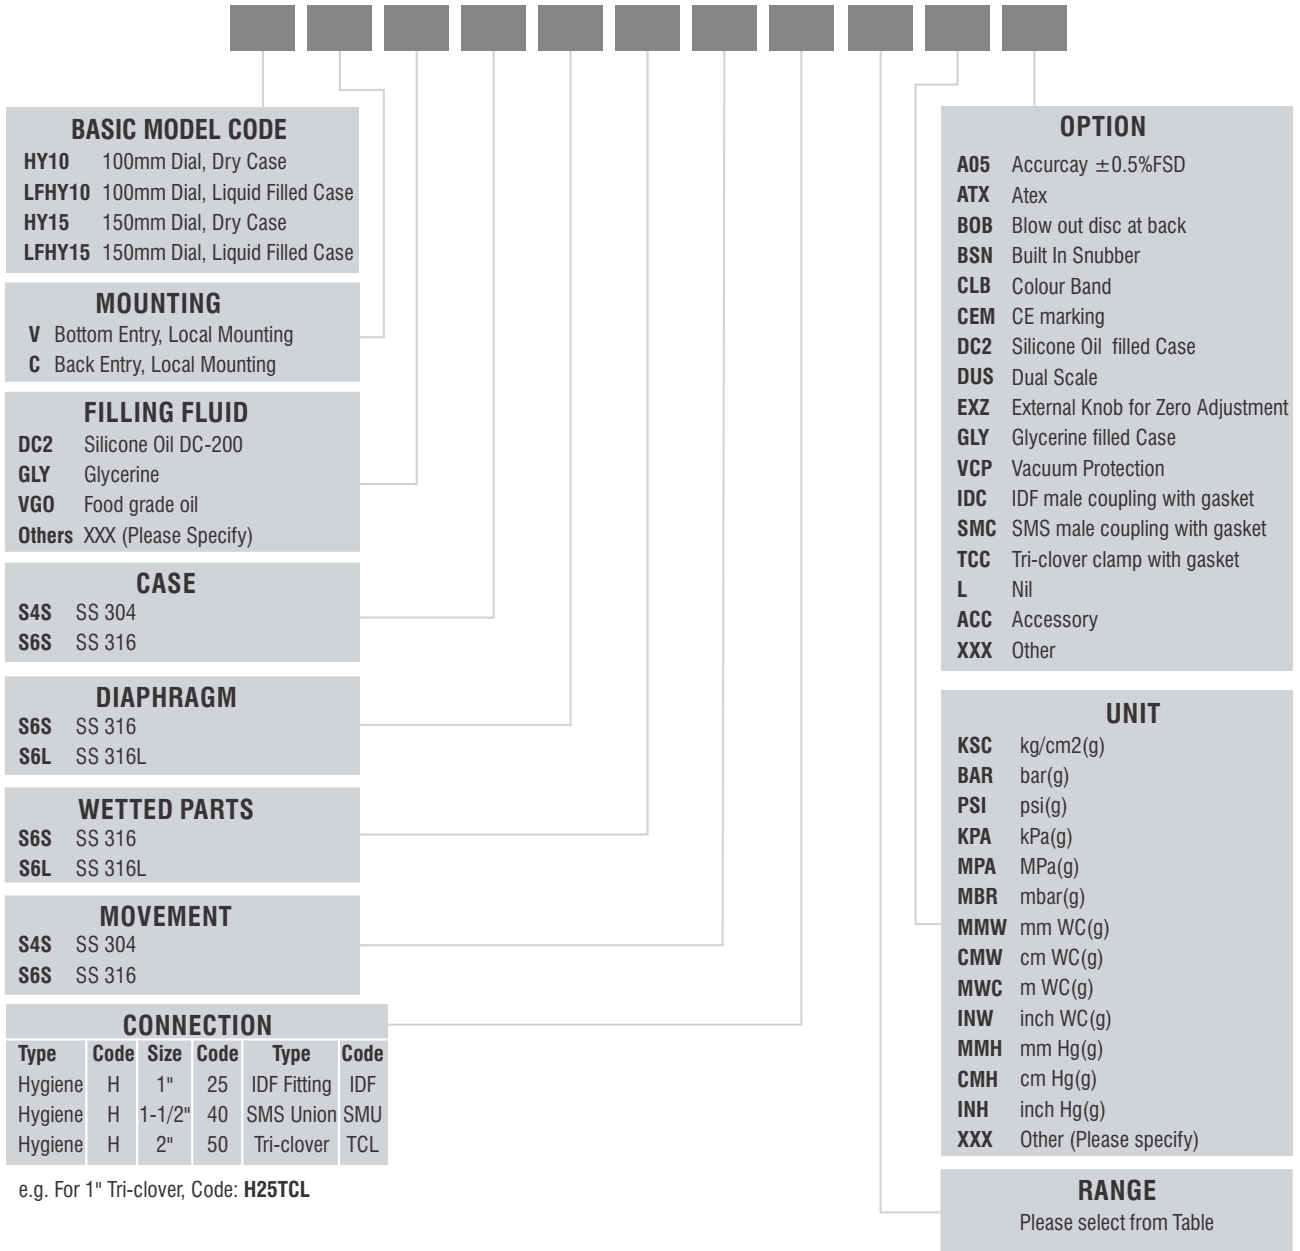 BASIC MODEL CODE
HY10 100mm Dial, Dry Case
LFHY10 100mm Dial, Liquid Filled Case
HY15 150mm Dial, Dry Case
LFHY15 150mm Dial, Liquid Filled Case
MOUNTING
V Bottom Entry, Local Mounting
C Back Entry, Local Mounting
FILLING FLUID
DC2 Silicone Oil DC-200
GLY Glycerine
VGO Food grade oil
Others XXX (Please Specify)
CASE
S4S SS 304
S6S SS 316
DIAPHRAGM
S6S SS 316
S6L SS 316L
WETTED PARTS
S6S SS 316
S6L SS 316L
MOVEMENT
S4S SS 304
S6S SS 316
CONNECTION
Type Code Size Code Type Code
Hygiene H 1" 25 IDF Fitting IDF
Hygiene H 1-1/2" 40 SMS Union SMU
Hygiene H 2" 50 Tri-clover TCL
e.g. For 1" Tri-clover, Code: H25TCL
OPTION
A05 Accurcay ±0.5%FSD
ATX Atex
BOB Blow out disc at back
BSN Built In Snubber
CLB Colour Band
CEM CE marking
DC2 Silicone Oil filled Case
DUS Dual Scale
EXZ External Knob for Zero Adjustment
GLY Glycerine filled Case
VCP Vacuum Protection
IDC IDF male coupling with gasket
SMC SMS male coupling with gasket
TCC Tri-clover clamp with gasket
L Nil
ACC Accessory
XXX Other
UNIT
KSC kg/cm2(g)
BAR bar(g)
PSI psi(g)
KPA kPa(g)
MPA MPa(g)
MBR mbar(g)
MMW mm WC(g)
CMW cm WC(g)
MWC m WC(g)
INW inch WC(g)
MMH mm Hg(g)
CMH cm Hg(g)
INH inch Hg(g)
XXX Other (Please specify)
RANGE
Please select from Table